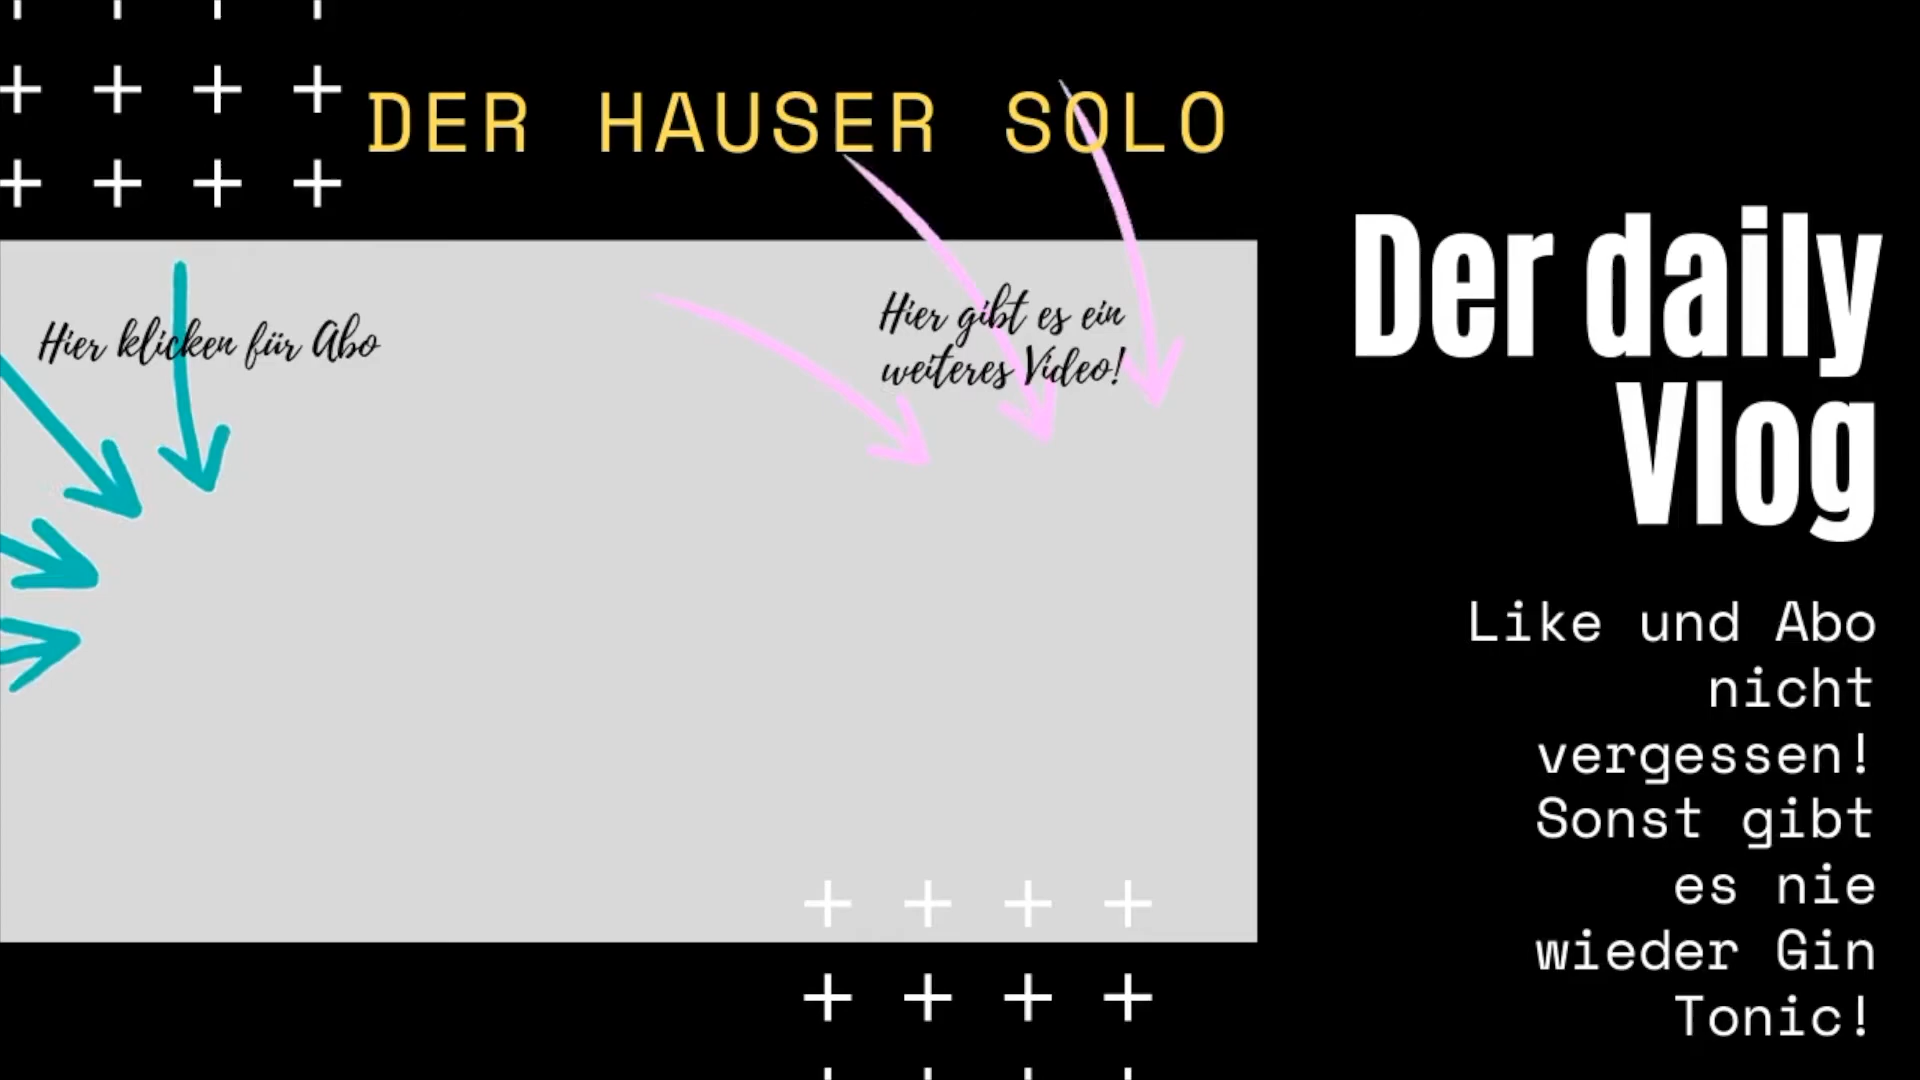 DER HAUSER SOLO
Hier klicken für Abo
Hier gibt es ein
weiteres Video!
Der daily
Vlog
Like und Abo
nicht
vergessen!
Sonst gibt
es nie
wieder Gin
Tonic!